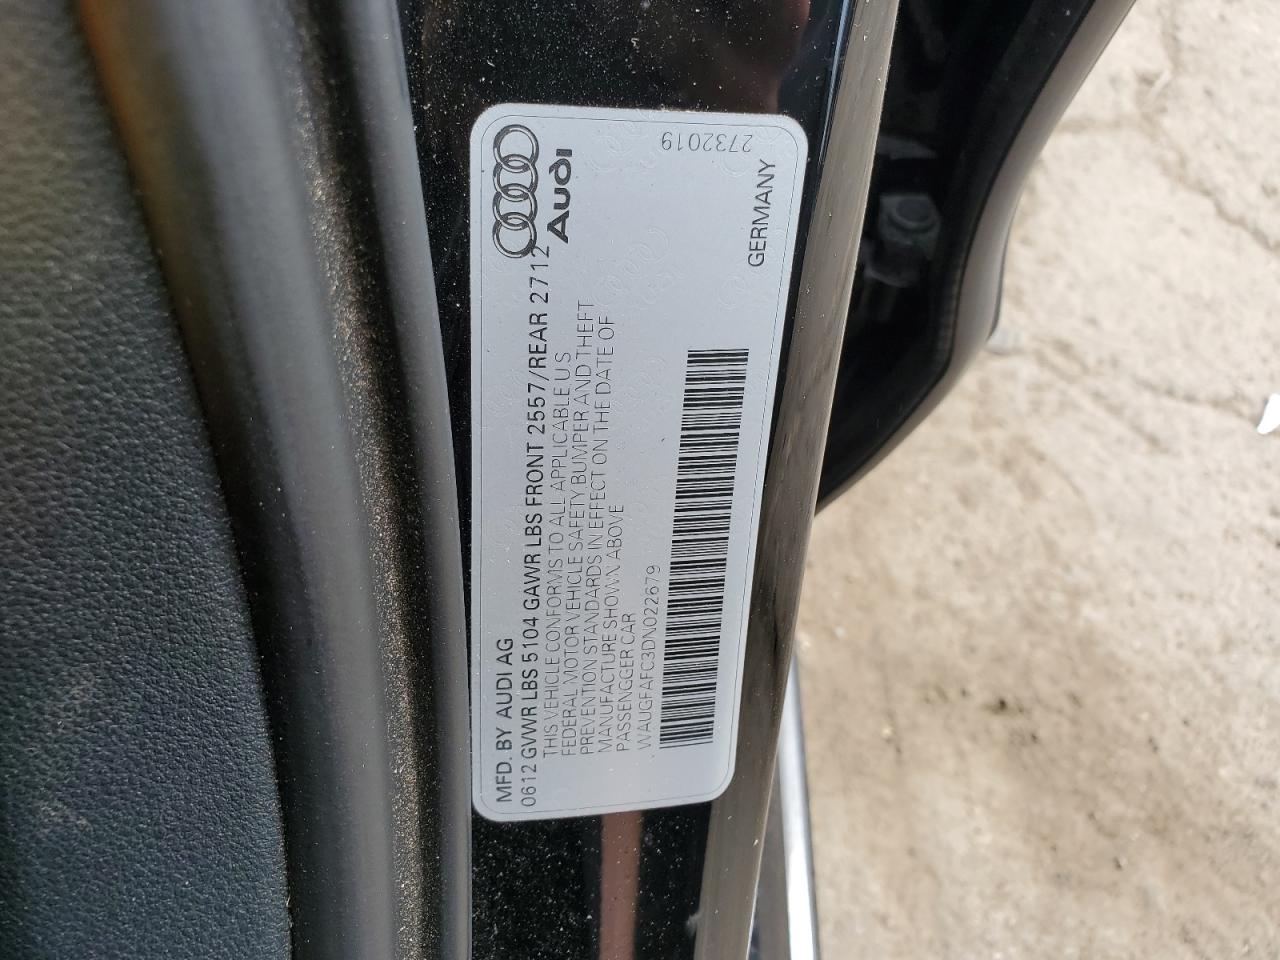 MFD. BY AUDI AG
0612 GVWR LBS 5104 GAWR LBS FRONT 2557/REAR 2712
THIS VEHICLE CONFORMS TO ALL APPLICABLE U S
FEDERAL MOTOR VEHICLE SAFETY BUMPER AND THEFT
PREVENTION STANDARDS IN EFFECT ON THE DATE OF
MANUFACTURE SHOWN ABOVE
PASSENGGER CAR
WAUGFAFC3DN022679
Audi
GERMANY
2732019